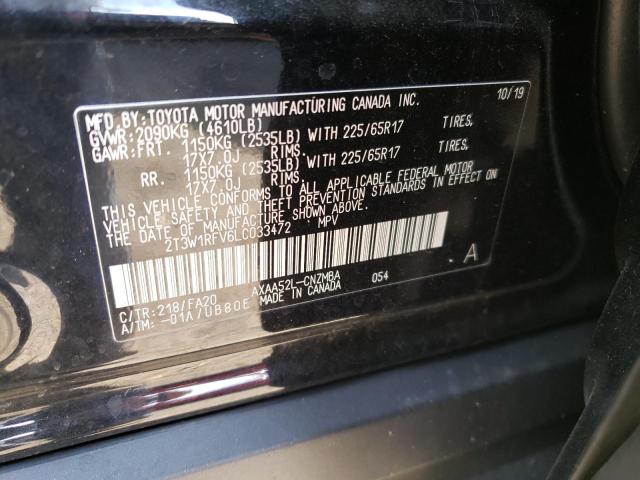 MFD. BY: TOYOTA MOTOR MANUFACTURING CANADA INC. 10/19
GVWR: 2090KG (4610LB)
GAWR: FRT. 1150KG (2535LB) WITH 225/65R17 TIRES.
17X7.0J RIMS.
RR. 1150KG (2535LB) WITH 225/65R17 TIRES.
17X7.0J RIMS.
THIS VEHICLE CONFORMS TO ALL APPLICABLE FEDERAL MOTOR
VEHICLE SAFETY AND THEFT PREVENTION STANDARDS IN EFFECT ON
THE DATE OF MANUFACTURE SHOWN ABOVE.
2T3W1RFV6LC033472 MPV
A
C/TR: 218/FA20 AXAA52L-CNZMBA 054
A/TM: -01A/UB80E MADE IN CANADA